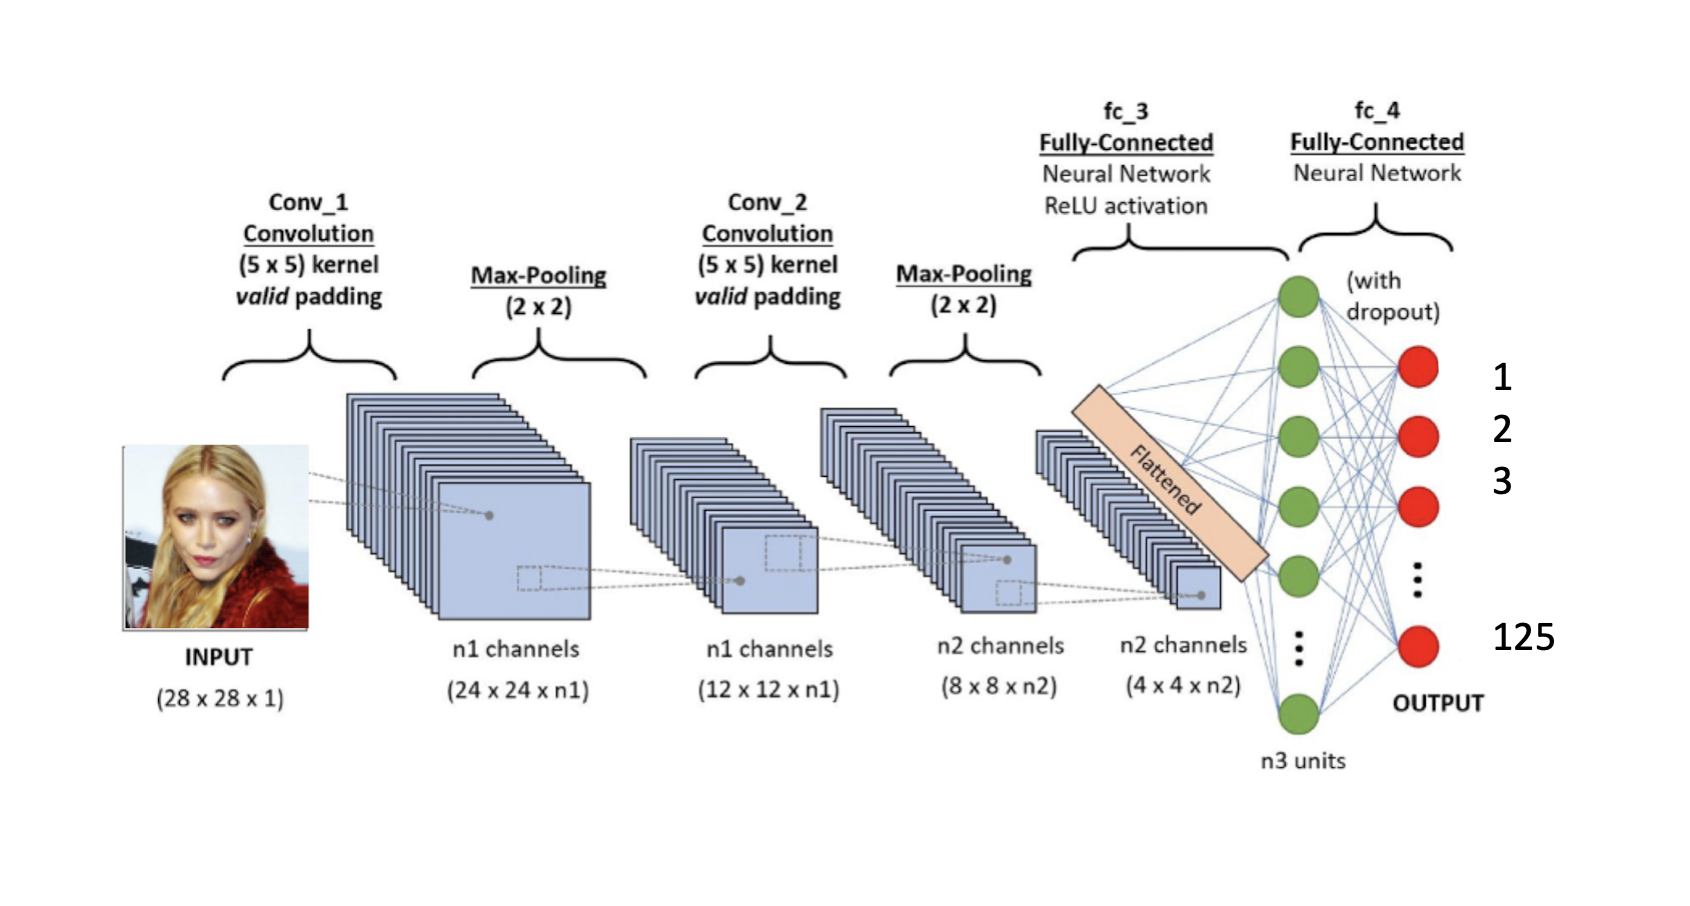 Conv_1
Convolution
(5 x 5) kernel
valid padding
Max-Pooling
(2 x 2)
Conv_2
Convolution
(5 x 5) kernel
valid padding
Max-Pooling
(2 x 2)
fc_3
Fully-Connected
Neural Network
ReLU activation
fc_4
Fully-Connected
Neural Network
(with
dropout)
Flattened
1
2
3
125
INPUT
(28 x 28 x 1)
n1 channels
(24 x 24 x n1)
n1 channels
(12 x 12 x n1)
n2 channels
(8 x 8 x n2)
n2 channels
(4 x 4 x n2)
n3 units
OUTPUT